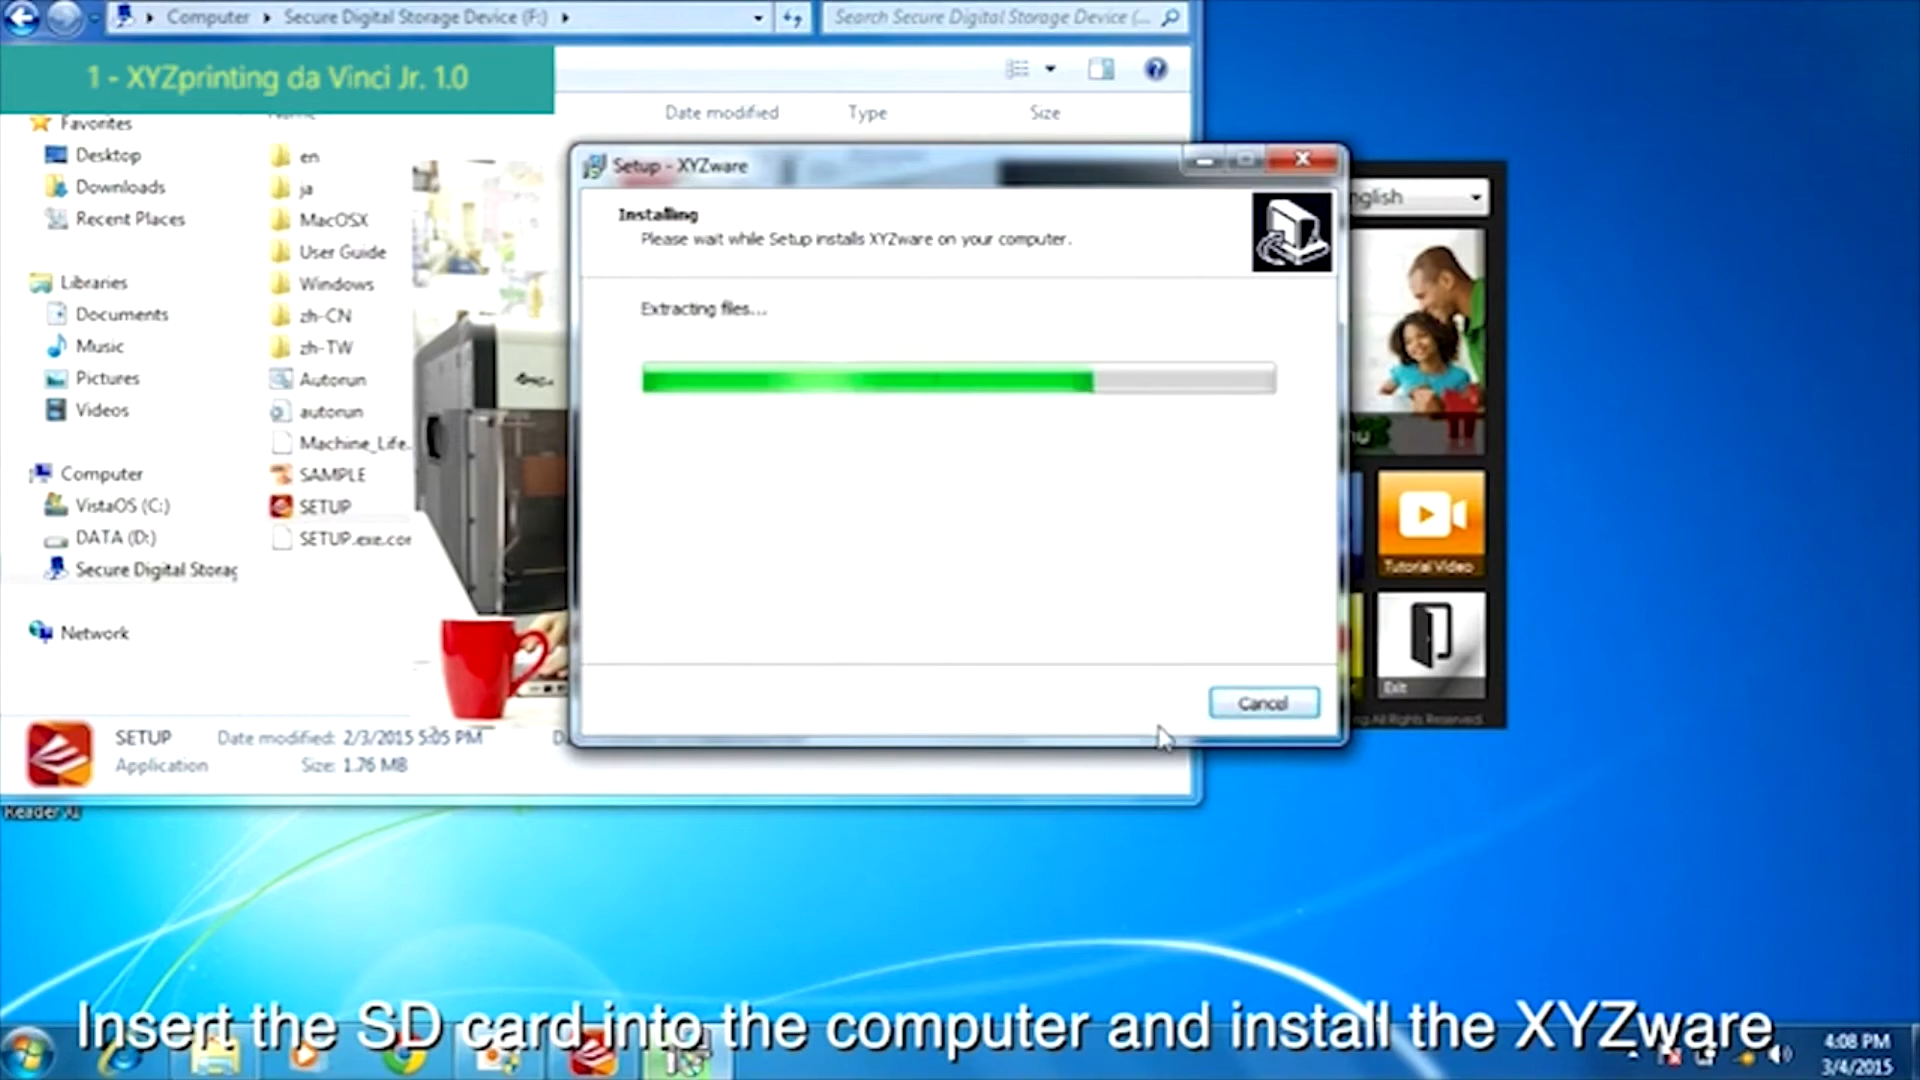 Computer
Secure Digital Storage Device (F:)
Search Secure Digital Storage Device (...
1 - XYZprinting da Vinci Jr. 1.0
Date modified
Type
Size
Favorites
Desktop
Downloads
Recent Places
Libraries
Documents
Music
Pictures
Videos
Computer
VistaOS (C:)
DATA (D:)
Secure Digital Storag
Network
en
ja
MacOSX
User Guide
Windows
zh-CN
zh-TW
Autorun
autorun
Machine_Life.
SAMPLE
SETUP
SETUP.exe.cor
Setup - XYZware
Installing
Please wait while Setup installs XYZware on your computer.
Extracting files...
Cancel
nglish
nu
Tutorial Video
Exit
ng.All Rights Reserved.
SETUP
Date modified: 2/3/2015 5:05 PM
Application
Size: 1.76 MB
Insert the SD card into the computer and install the XYZware
4:08 PM
3/4/2015